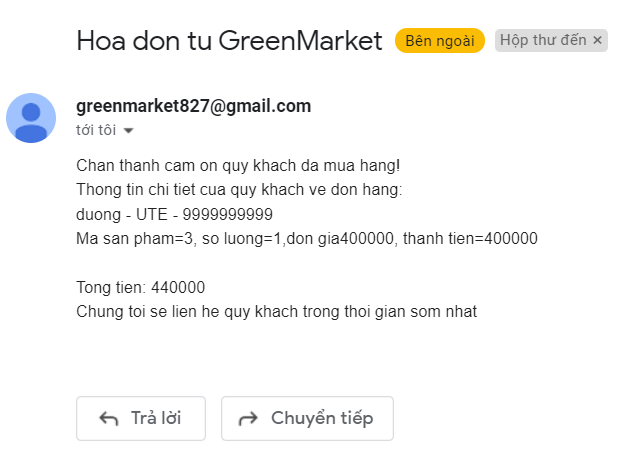 Hoa don tu GreenMarket Bên ngoài Hộp thư đến ×
greenmarket827@gmail.com
tới tôi
Chan thanh cam on quy khach da mua hang!
Thong tin chi tiet cua quy khach ve don hang:
duong - UTE - 9999999999
Ma san pham=3, so luong=1,don gia400000, thanh tien=400000
Tong tien: 440000
Chung toi se lien he quy khach trong thoi gian som nhat
Trả lời Chuyển tiếp